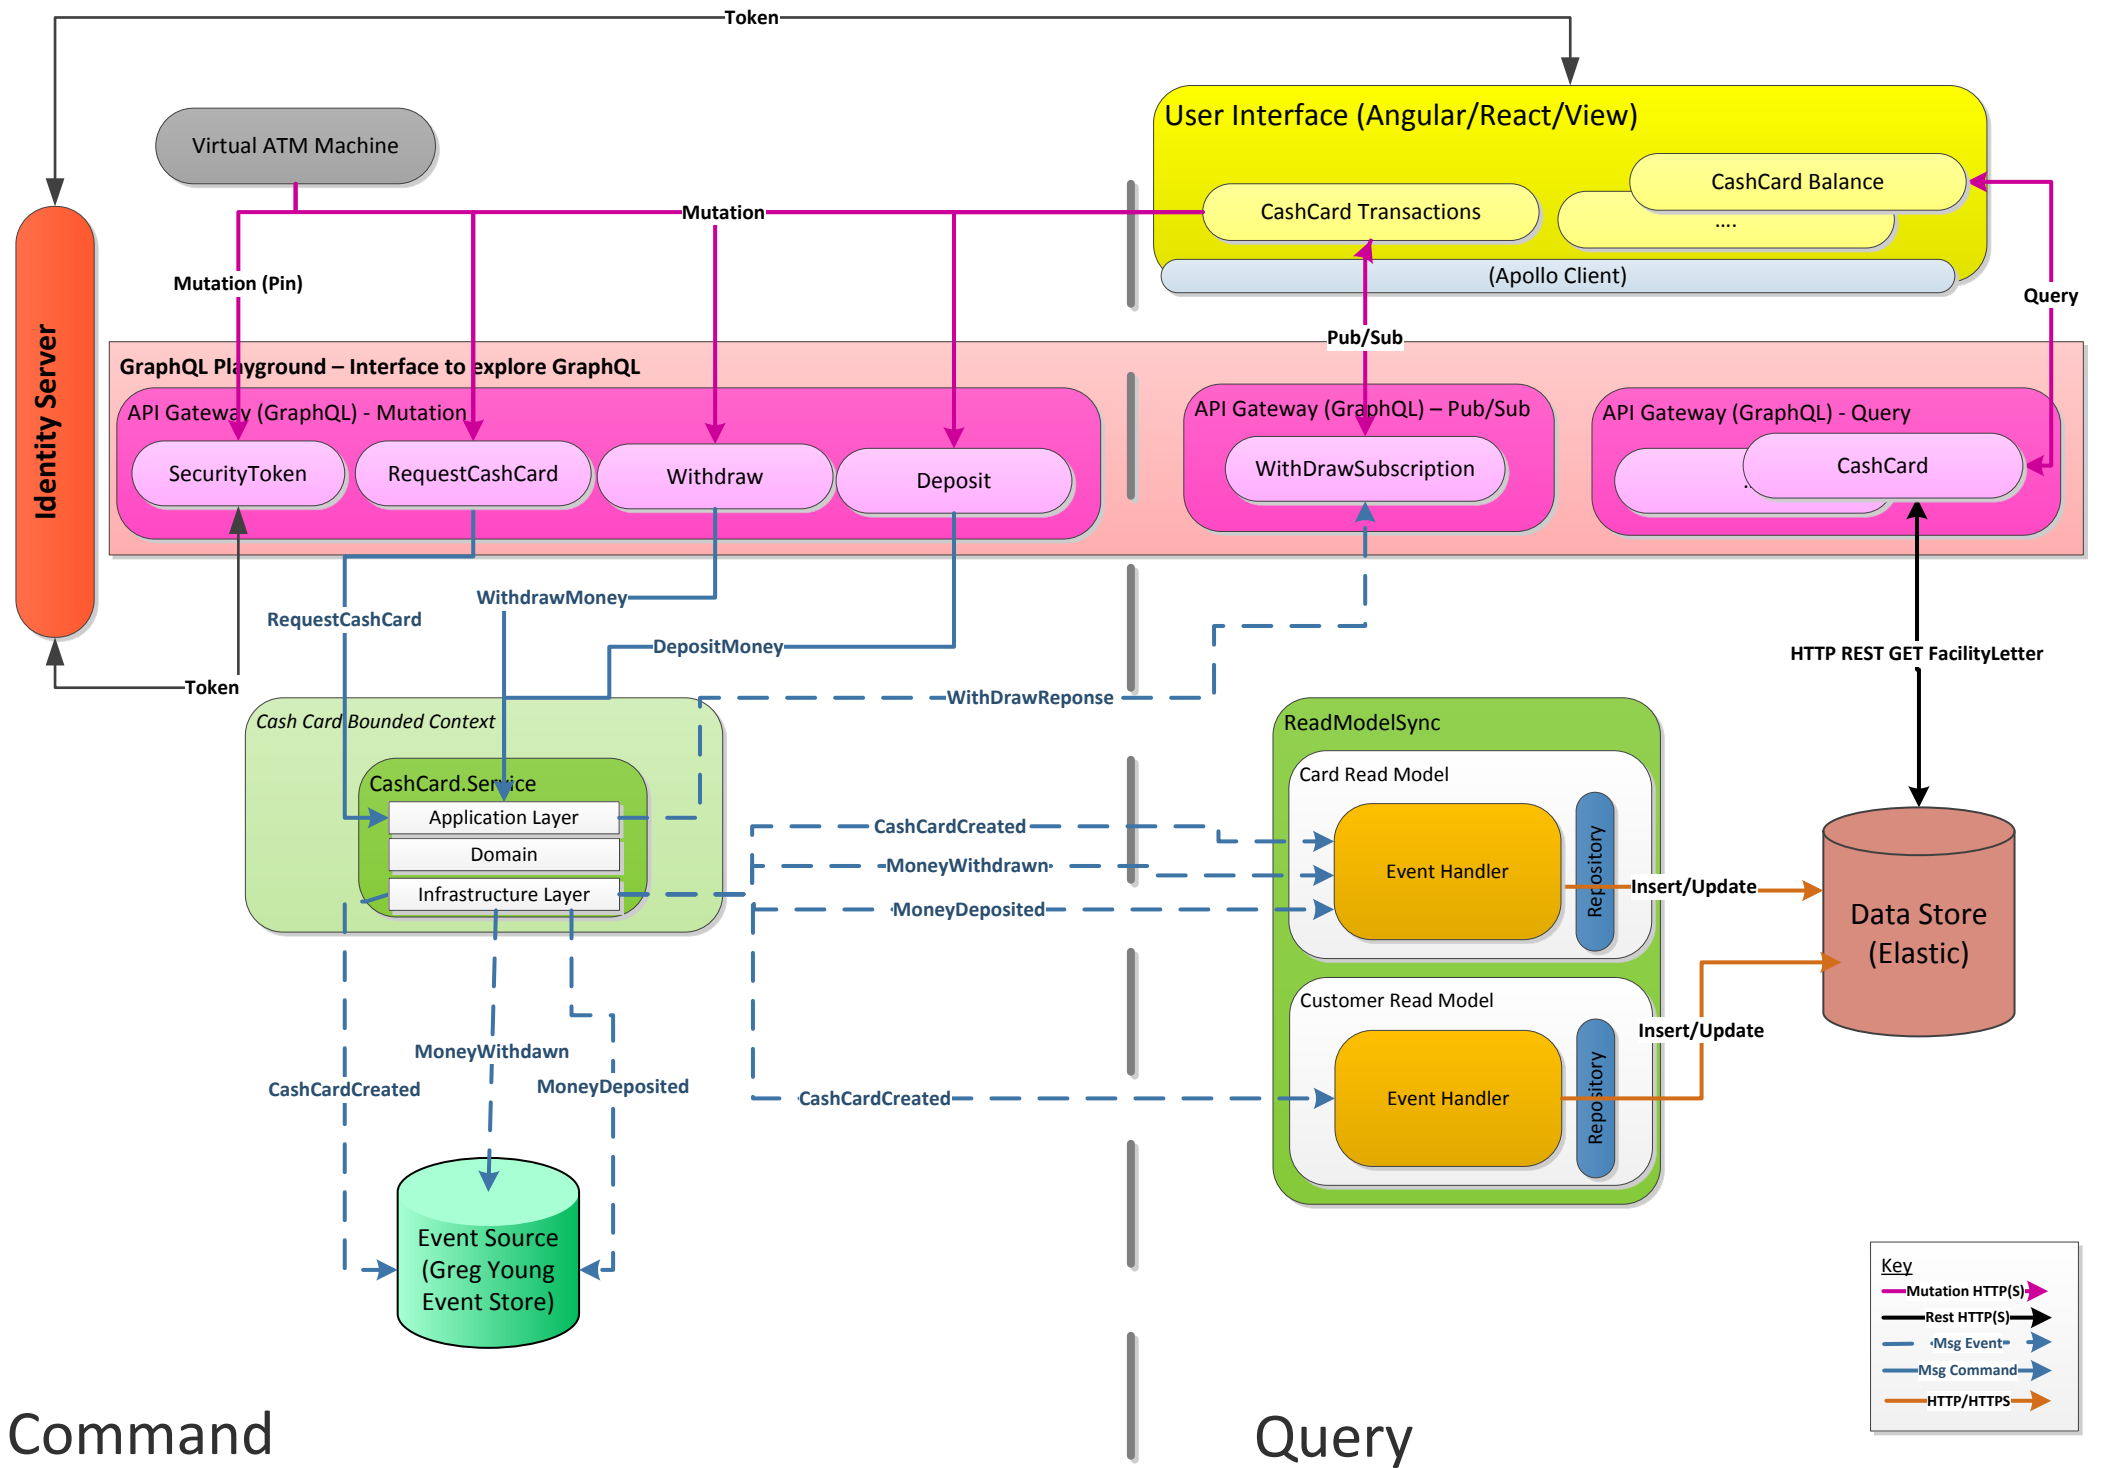 Token
User Interface (Angular/React/View)
Virtual ATM Machine
CashCard Balance
CashCard Transactions
....
Mutation
(Apollo Client)
Mutation (Pin)
Query
Identity Server
Pub/Sub
GraphQL Playground – Interface to explore GraphQL
API Gateway (GraphQL) - Mutation
API Gateway (GraphQL) – Pub/Sub
API Gateway (GraphQL) - Query
SecurityToken
RequestCashCard
Withdraw
Deposit
WithDrawSubscription
CashCard
WithdrawMoney
RequestCashCard
DepositMoney
HTTP REST GET FacilityLetter
Token
WithDrawReponse
Cash Card Bounded Context
ReadModelSync
CashCard.Service
Card Read Model
Application Layer
CashCardCreated
Domain
MoneyWithdrawn
Event Handler
Repository
Infrastructure Layer
MoneyDeposited
Insert/Update
Data Store
(Elastic)
Customer Read Model
Insert/Update
MoneyWithdawn
CashCardCreated
MoneyDeposited
CashCardCreated
Event Handler
Repository
Event Source
(Greg Young
Event Store)
Key
Mutation HTTP(S)
Rest HTTP(S)
Msg Event
Msg Command
HTTP/HTTPS
Command
Query